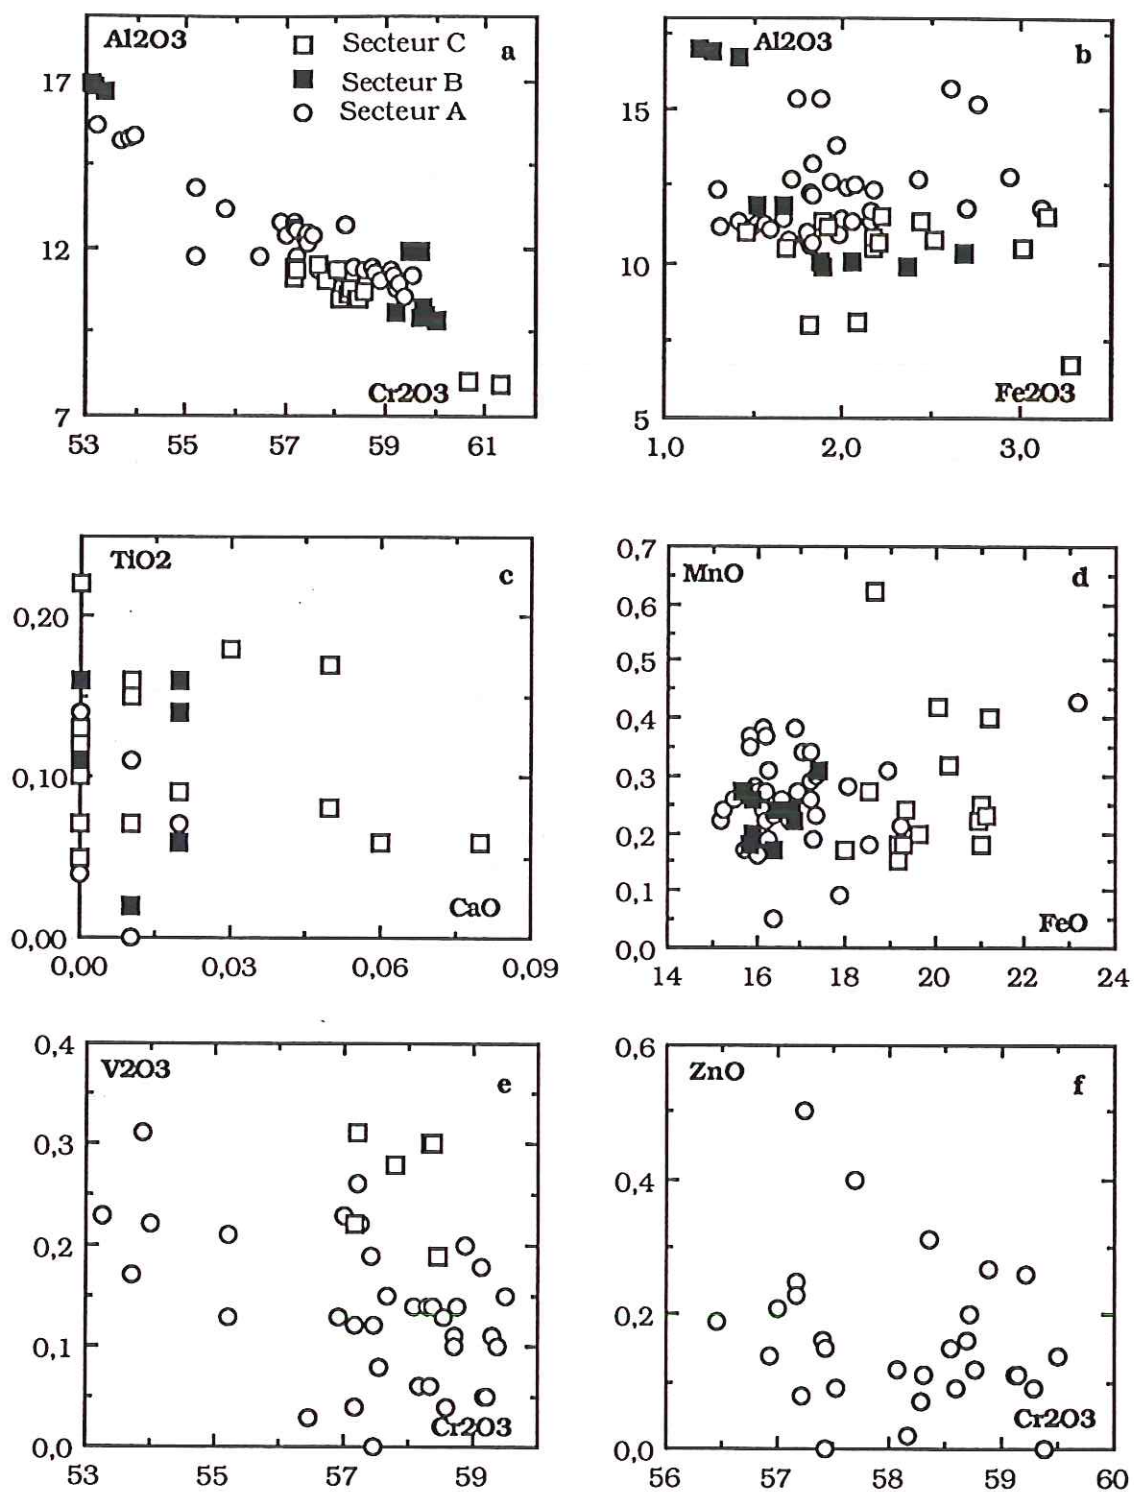 Al2O3 a
Secteur C
Secteur B
Secteur A
17
12
7
Cr2O3
53 55 57 59 61
Al2O3 b
15
10
5
Fe2O3
1,0 2,0 3,0
TiO2 c
0,20
0,10
0,00
CaO
0,00 0,03 0,06 0,09
MnO d
0,7
0,6
0,5
0,4
0,3
0,2
0,1
0,0
FeO
14 16 18 20 22 24
V2O3 e
0,4
0,3
0,2
0,1
0,0
Cr2O3
53 55 57 59
ZnO f
0,6
0,4
0,2
0,0
Cr2O3
56 57 58 59 60